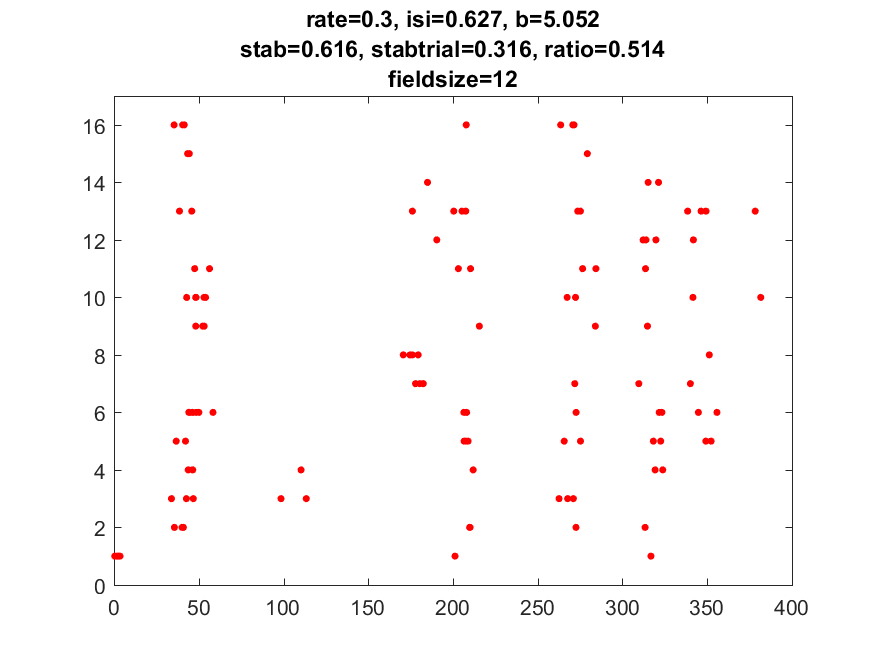 rate=0.3, isi=0.627, b=5.052
stab=0.616, stabtrial=0.316, ratio=0.514
fieldsize=12
16
14
12
10
8
6
4
2
0
0 50 100 150 200 250 300 350 400